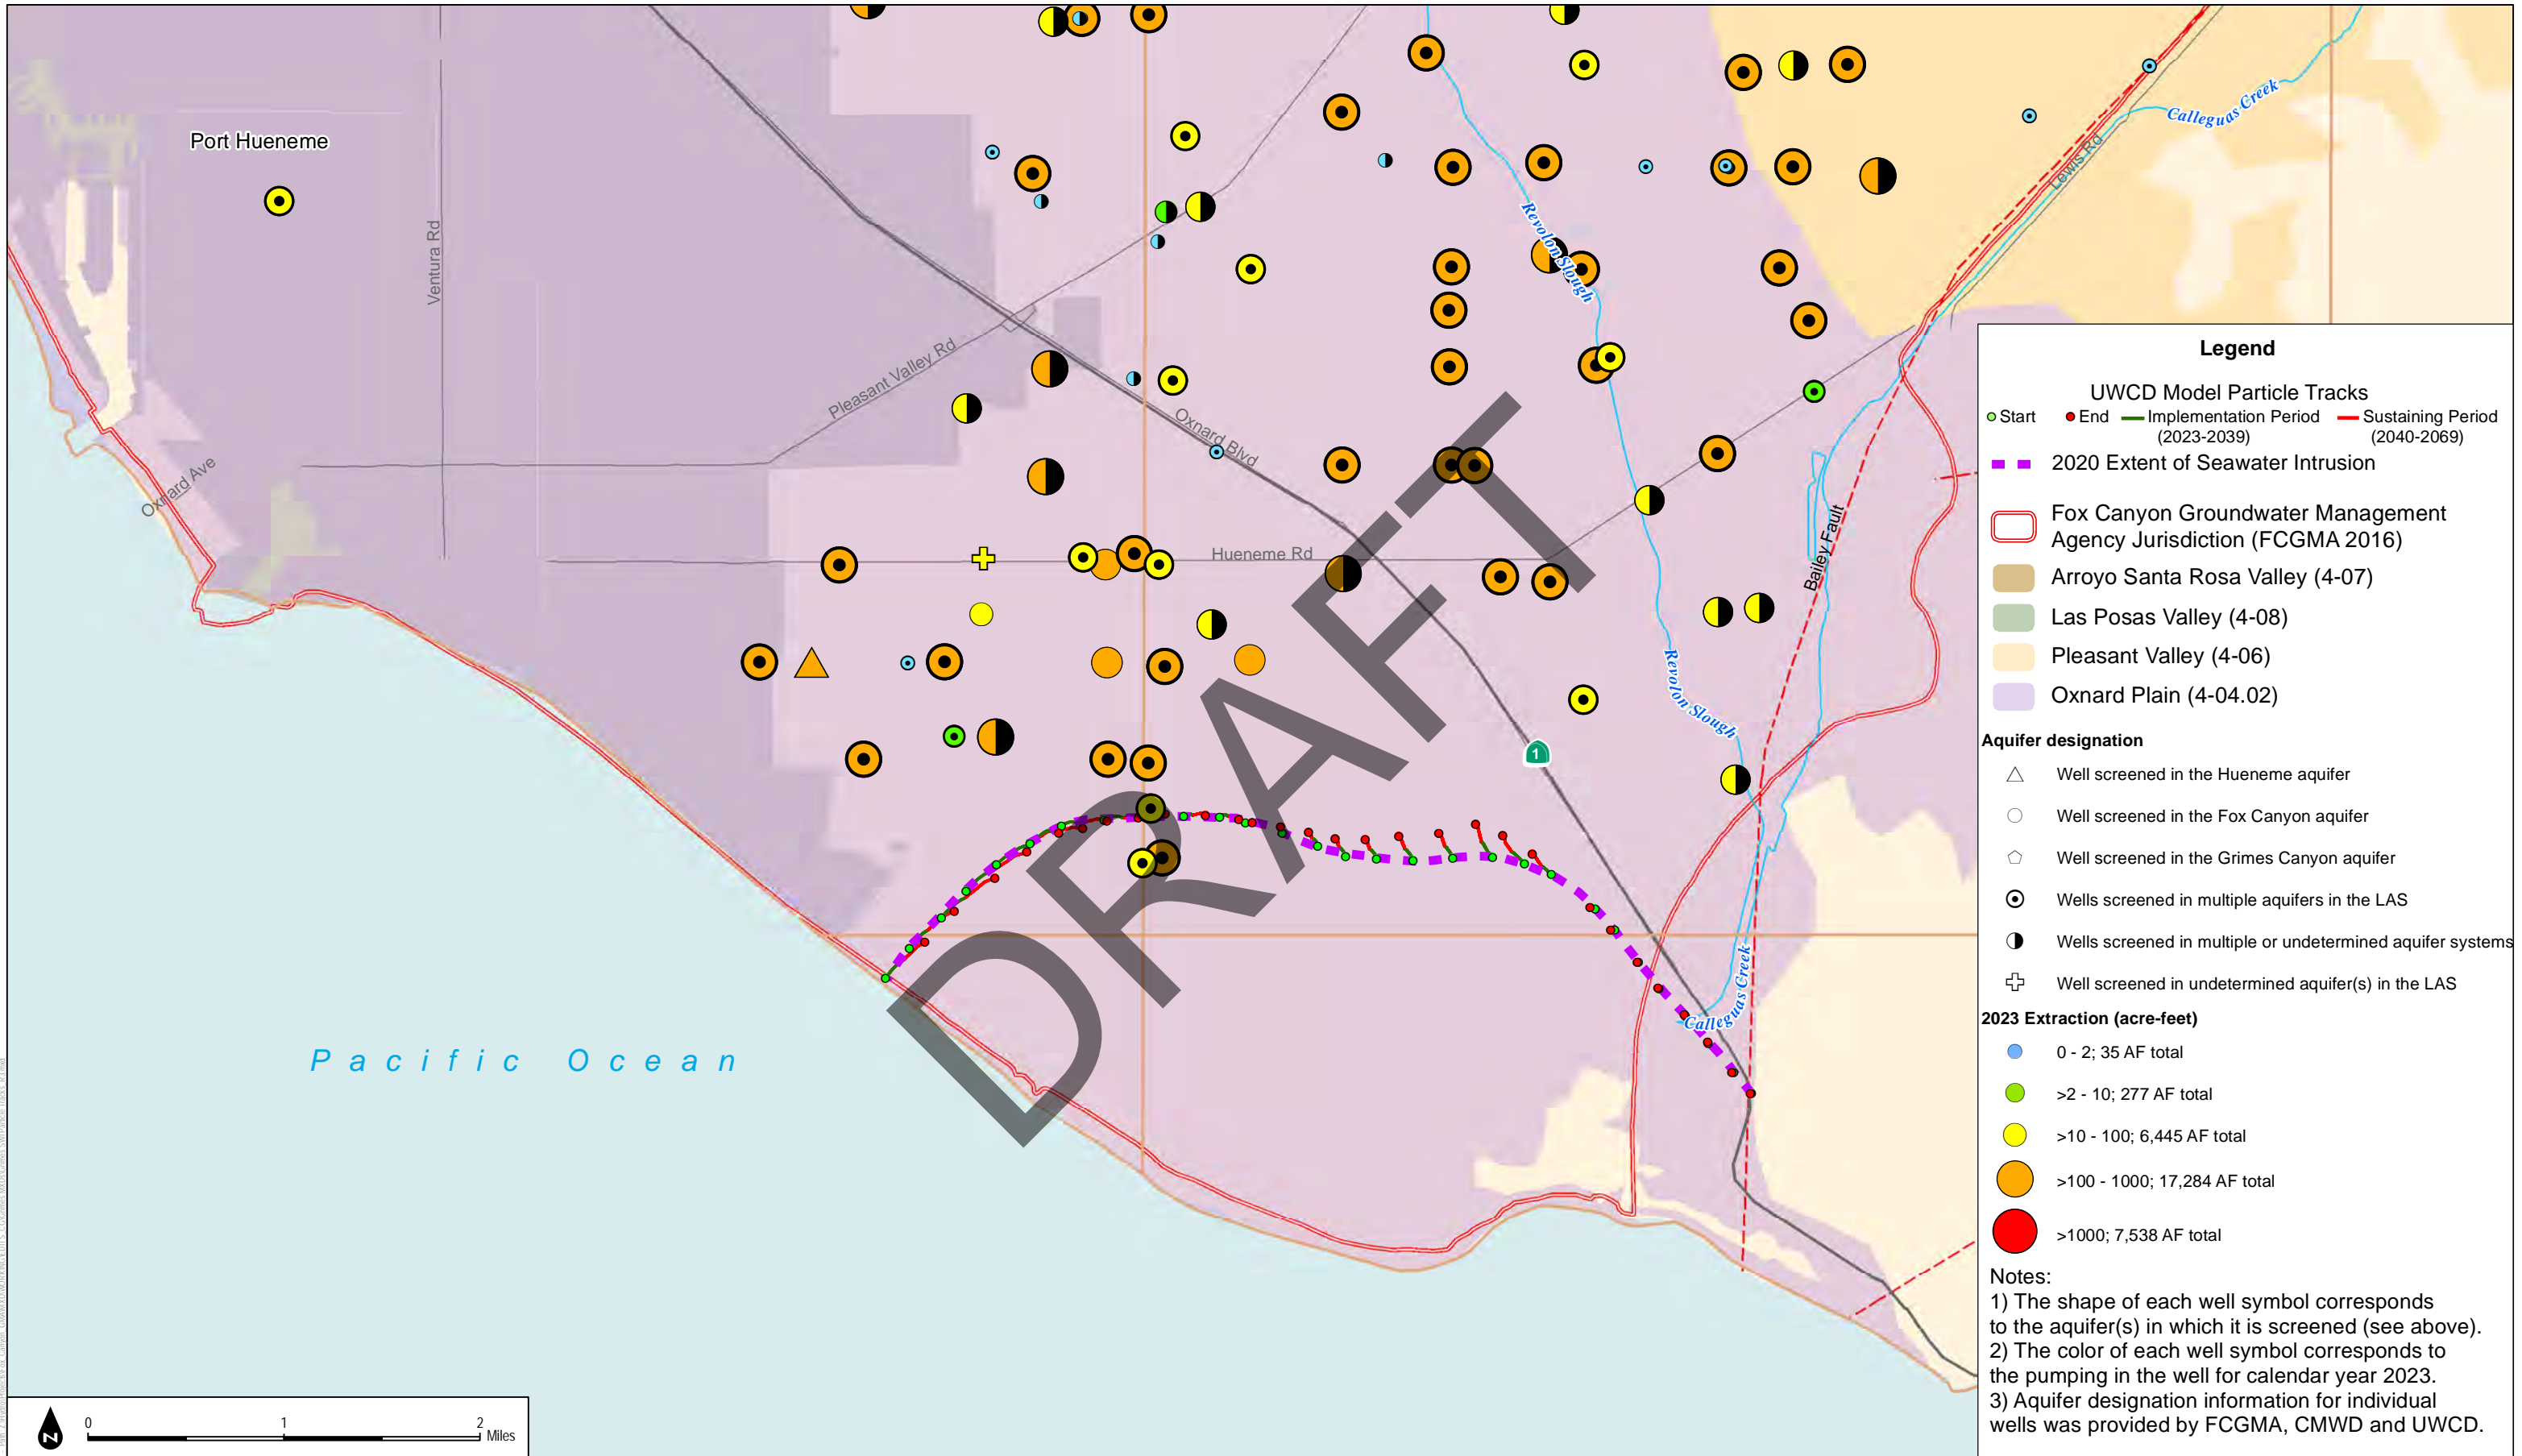 Port Hueneme
Ventura Rd
Oxnard Ave
Pleasant Valley Rd
Oxnard Blvd
Hueneme Rd
Revolon Slough
Revolon Slough
Calleguas Creek
Lewis Rd
Bailey Fault
1
Calleguas Creek
Pacific Ocean
DRAFT
N
0 1 2
Miles
Legend
UWCD Model Particle Tracks
Start End Implementation Period Sustaining Period
(2023-2039) (2040-2069)
2020 Extent of Seawater Intrusion
Fox Canyon Groundwater Management
Agency Jurisdiction (FCGMA 2016)
Arroyo Santa Rosa Valley (4-07)
Las Posas Valley (4-08)
Pleasant Valley (4-06)
Oxnard Plain (4-04.02)
Aquifer designation
Well screened in the Hueneme aquifer
Well screened in the Fox Canyon aquifer
Well screened in the Grimes Canyon aquifer
Wells screened in multiple aquifers in the LAS
Wells screened in multiple or undetermined aquifer systems
Well screened in undetermined aquifer(s) in the LAS
2023 Extraction (acre-feet)
0 - 2; 35 AF total
>2 - 10; 277 AF total
>10 - 100; 6,445 AF total
>100 - 1000; 17,284 AF total
>1000; 7,538 AF total
Notes:
1) The shape of each well symbol corresponds
to the aquifer(s) in which it is screened (see above).
2) The color of each well symbol corresponds to
the pumping in the well for calendar year 2023.
3) Aquifer designation information for individual
wells was provided by FCGMA, CMWD and UWCD.